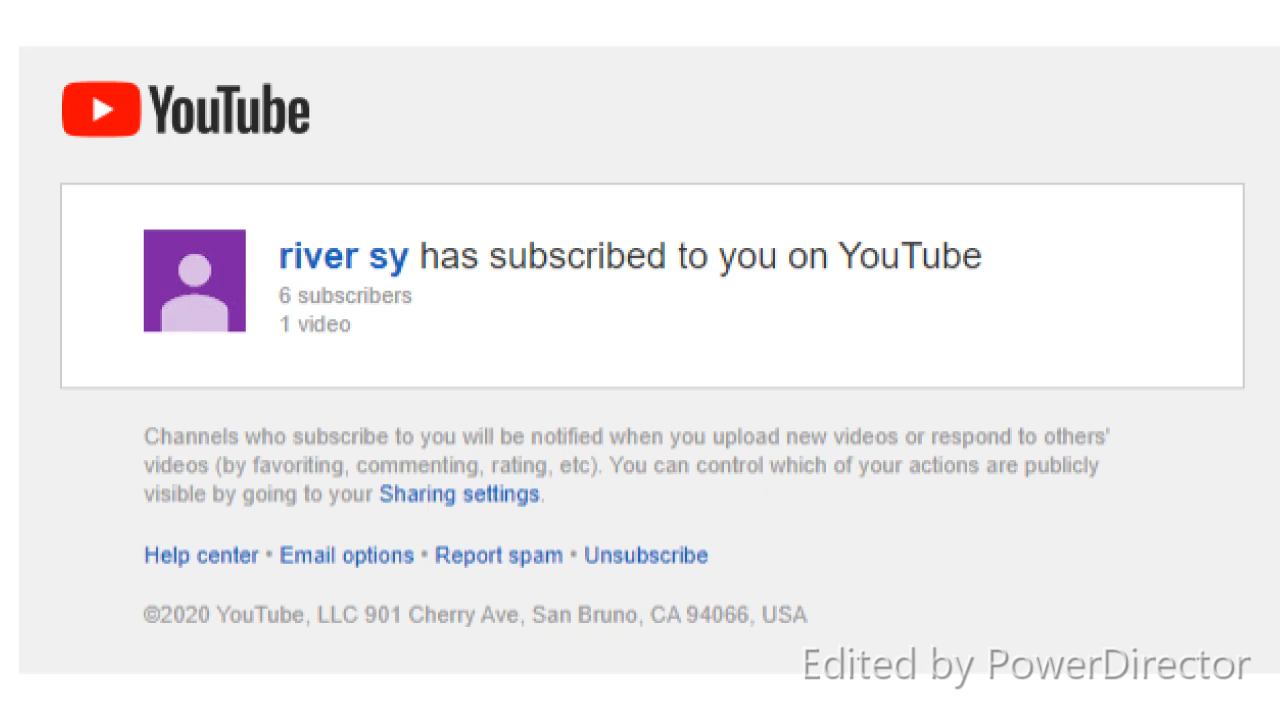 YouTube
river sy has subscribed to you on YouTube
6 subscribers
1 video
Channels who subscribe to you will be notified when you upload new videos or respond to others'
videos (by favoriting, commenting, rating, etc). You can control which of your actions are publicly
visible by going to your Sharing settings.
Help center • Email options • Report spam • Unsubscribe
©2020 YouTube, LLC 901 Cherry Ave, San Bruno, CA 94066, USA
Edited by PowerDirector